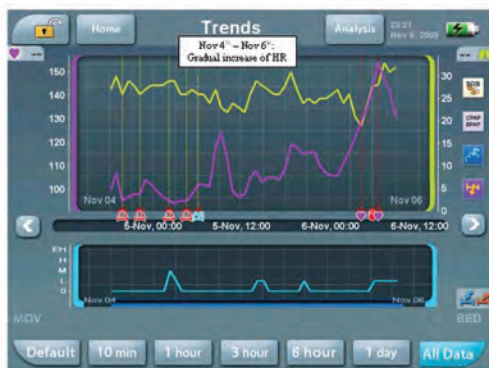 Home
Trends
Analysis
23:21
Nov 6, 2009
Nov 4th – Nov 6th:
Gradual increase of HR
--
--
150
140
130
120
110
100
30
25
20
15
10
5
0
SDS
CPAP
BPAP
Nov 04
Nov 06
5-Nov, 00:00
5-Nov, 12:00
6-Nov, 00:00
6-Nov, 12:00
EH
H
M
L
0
Nov 04
Nov 06
MOV
BED
Default
10 min
1 hour
3 hour
8 hour
1 day
All Data